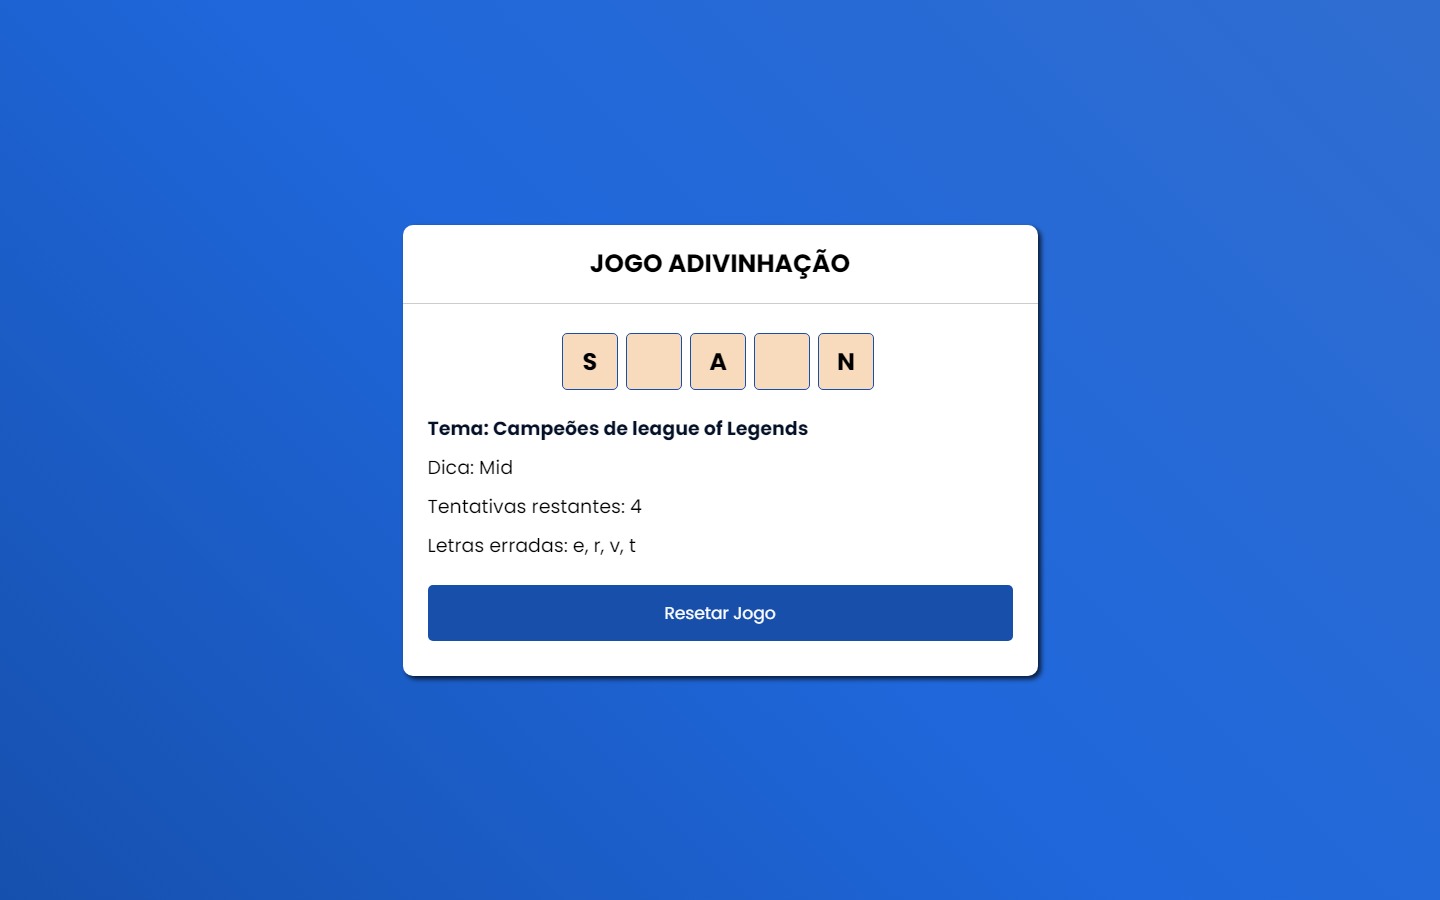 JOGO ADIVINHAÇÃO
S A N
Tema: Campeões de league of Legends
Dica: Mid
Tentativas restantes: 4
Letras erradas: e, r, v, t
Resetar Jogo